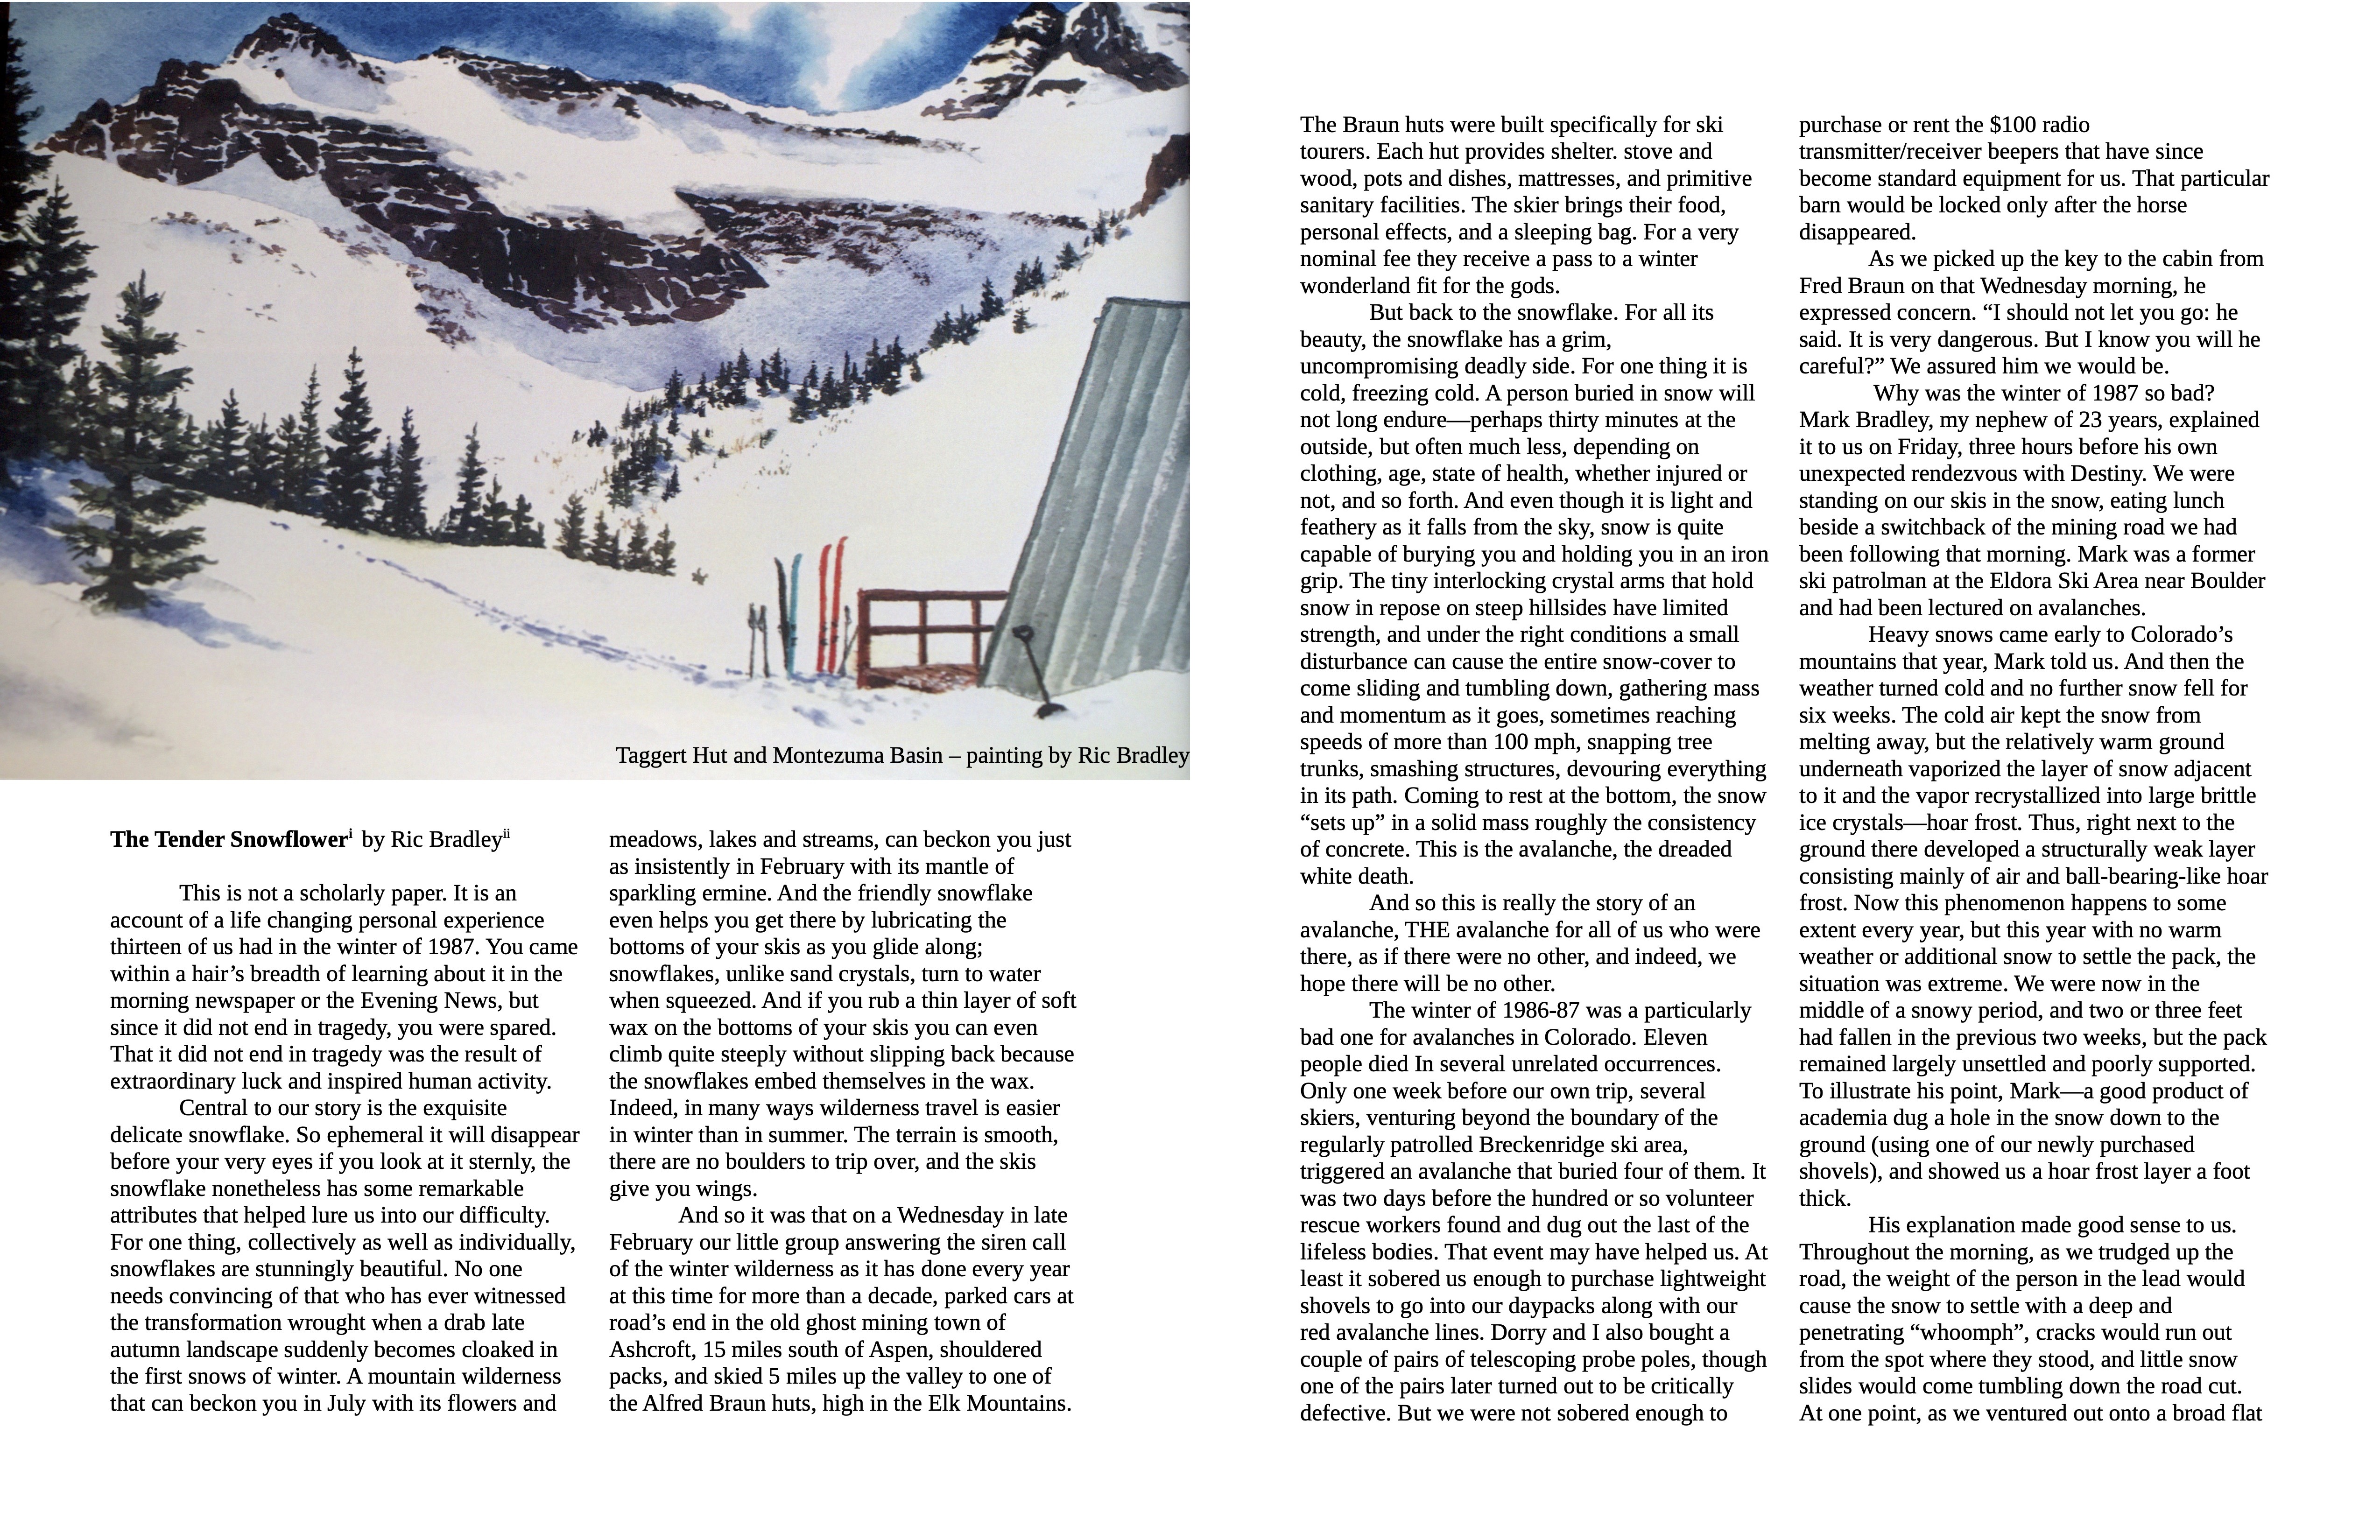 Taggert Hut and Montezuma Basin – painting by Ric Bradley
The Tender Snowflowerⁱ by Ric Bradleyⁱⁱ
This is not a scholarly paper. It is an
account of a life changing personal experience
thirteen of us had in the winter of 1987. You came
within a hair’s breadth of learning about it in the
morning newspaper or the Evening News, but
since it did not end in tragedy, you were spared.
That it did not end in tragedy was the result of
extraordinary luck and inspired human activity.
Central to our story is the exquisite
delicate snowflake. So ephemeral it will disappear
before your very eyes if you look at it sternly, the
snowflake nonetheless has some remarkable
attributes that helped lure us into our difficulty.
For one thing, collectively as well as individually,
snowflakes are stunningly beautiful. No one
needs convincing of that who has ever witnessed
the transformation wrought when a drab late
autumn landscape suddenly becomes cloaked in
the first snows of winter. A mountain wilderness
that can beckon you in July with its flowers and
meadows, lakes and streams, can beckon you just
as insistently in February with its mantle of
sparkling ermine. And the friendly snowflake
even helps you get there by lubricating the
bottoms of your skis as you glide along;
snowflakes, unlike sand crystals, turn to water
when squeezed. And if you rub a thin layer of soft
wax on the bottoms of your skis you can even
climb quite steeply without slipping back because
the snowflakes embed themselves in the wax.
Indeed, in many ways wilderness travel is easier
in winter than in summer. The terrain is smooth,
there are no boulders to trip over, and the skis
give you wings.
And so it was that on a Wednesday in late
February our little group answering the siren call
of the winter wilderness as it has done every year
at this time for more than a decade, parked cars at
road’s end in the old ghost mining town of
Ashcroft, 15 miles south of Aspen, shouldered
packs, and skied 5 miles up the valley to one of
the Alfred Braun huts, high in the Elk Mountains.
The Braun huts were built specifically for ski
tourers. Each hut provides shelter. stove and
wood, pots and dishes, mattresses, and primitive
sanitary facilities. The skier brings their food,
personal effects, and a sleeping bag. For a very
nominal fee they receive a pass to a winter
wonderland fit for the gods.
But back to the snowflake. For all its
beauty, the snowflake has a grim,
uncompromising deadly side. For one thing it is
cold, freezing cold. A person buried in snow will
not long endure—perhaps thirty minutes at the
outside, but often much less, depending on
clothing, age, state of health, whether injured or
not, and so forth. And even though it is light and
feathery as it falls from the sky, snow is quite
capable of burying you and holding you in an iron
grip. The tiny interlocking crystal arms that hold
snow in repose on steep hillsides have limited
strength, and under the right conditions a small
disturbance can cause the entire snow-cover to
come sliding and tumbling down, gathering mass
and momentum as it goes, sometimes reaching
speeds of more than 100 mph, snapping tree
trunks, smashing structures, devouring everything
in its path. Coming to rest at the bottom, the snow
“sets up” in a solid mass roughly the consistency
of concrete. This is the avalanche, the dreaded
white death.
And so this is really the story of an
avalanche, THE avalanche for all of us who were
there, as if there were no other, and indeed, we
hope there will be no other.
The winter of 1986-87 was a particularly
bad one for avalanches in Colorado. Eleven
people died In several unrelated occurrences.
Only one week before our own trip, several
skiers, venturing beyond the boundary of the
regularly patrolled Breckenridge ski area,
triggered an avalanche that buried four of them. It
was two days before the hundred or so volunteer
rescue workers found and dug out the last of the
lifeless bodies. That event may have helped us. At
least it sobered us enough to purchase lightweight
shovels to go into our daypacks along with our
red avalanche lines. Dorry and I also bought a
couple of pairs of telescoping probe poles, though
one of the pairs later turned out to be critically
defective. But we were not sobered enough to
purchase or rent the $100 radio
transmitter/receiver beepers that have since
become standard equipment for us. That particular
barn would be locked only after the horse
disappeared.
As we picked up the key to the cabin from
Fred Braun on that Wednesday morning, he
expressed concern. “I should not let you go: he
said. It is very dangerous. But I know you will he
careful?” We assured him we would be.
Why was the winter of 1987 so bad?
Mark Bradley, my nephew of 23 years, explained
it to us on Friday, three hours before his own
unexpected rendezvous with Destiny. We were
standing on our skis in the snow, eating lunch
beside a switchback of the mining road we had
been following that morning. Mark was a former
ski patrolman at the Eldora Ski Area near Boulder
and had been lectured on avalanches.
Heavy snows came early to Colorado’s
mountains that year, Mark told us. And then the
weather turned cold and no further snow fell for
six weeks. The cold air kept the snow from
melting away, but the relatively warm ground
underneath vaporized the layer of snow adjacent
to it and the vapor recrystallized into large brittle
ice crystals—hoar frost. Thus, right next to the
ground there developed a structurally weak layer
consisting mainly of air and ball-bearing-like hoar
frost. Now this phenomenon happens to some
extent every year, but this year with no warm
weather or additional snow to settle the pack, the
situation was extreme. We were now in the
middle of a snowy period, and two or three feet
had fallen in the previous two weeks, but the pack
remained largely unsettled and poorly supported.
To illustrate his point, Mark—a good product of
academia dug a hole in the snow down to the
ground (using one of our newly purchased
shovels), and showed us a hoar frost layer a foot
thick.
His explanation made good sense to us.
Throughout the morning, as we trudged up the
road, the weight of the person in the lead would
cause the snow to settle with a deep and
penetrating “whoomph”, cracks would run out
from the spot where they stood, and little snow
slides would come tumbling down the road cut.
At one point, as we ventured out onto a broad flat